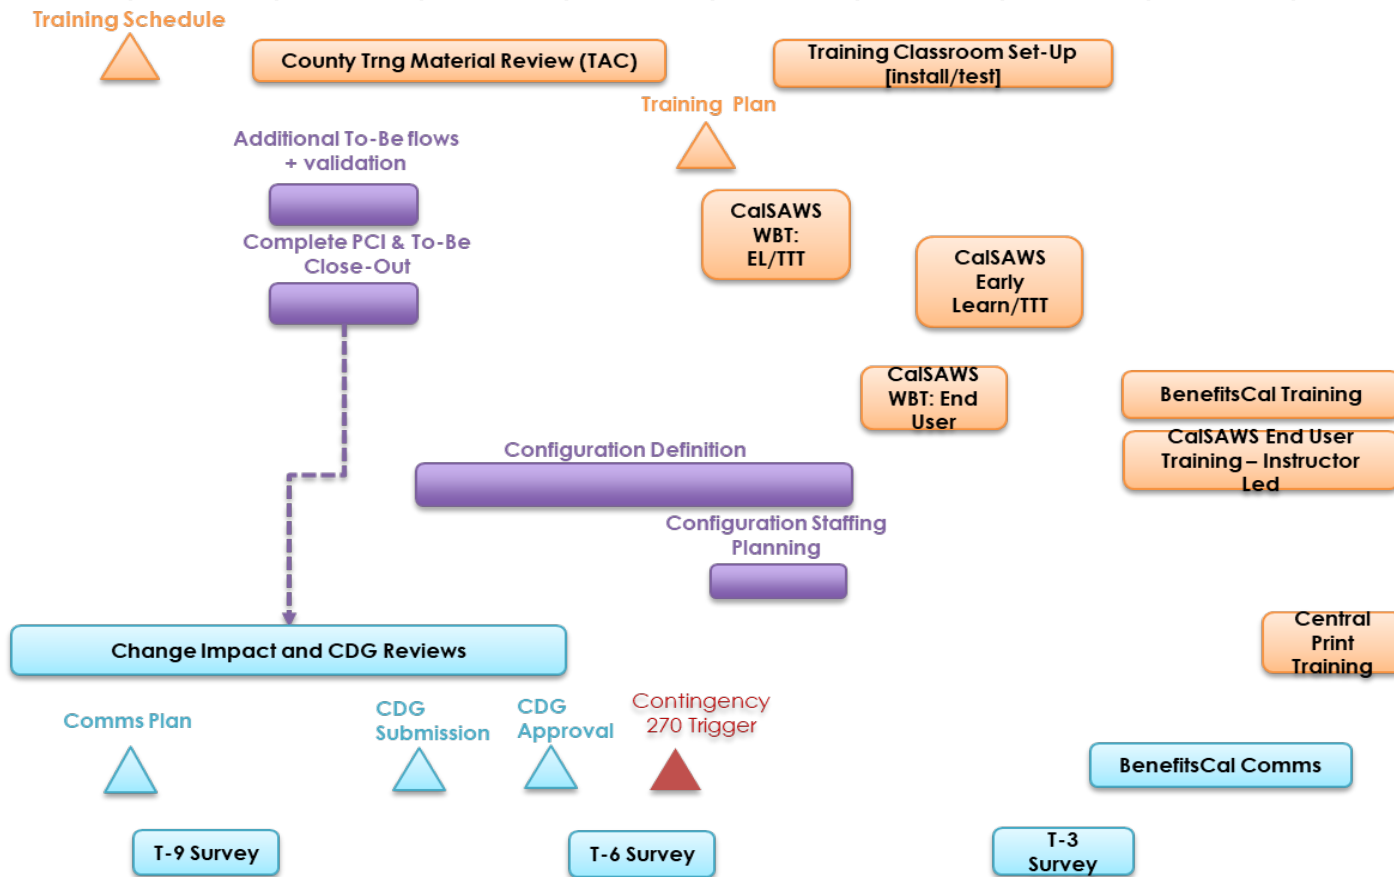 Training Schedule
County Trng Material Review (TAC)
Training Classroom Set-Up
[install/test]
Training Plan
Additional To-Be flows
+ validation
CalSAWS
WBT:
EL/TTT
Complete PCI & To-Be
Close-Out
CalSAWS
Early
Learn/TTT
CalSAWS
WBT: End
User
BenefitsCal Training
CalSAWS End User
Training – Instructor
Led
Configuration Definition
Configuration Staffing
Planning
Central
Print
Training
Change Impact and CDG Reviews
Comms Plan
CDG
Submission
CDG
Approval
Contingency
270 Trigger
BenefitsCal Comms
T-9 Survey
T-6 Survey
T-3
Survey